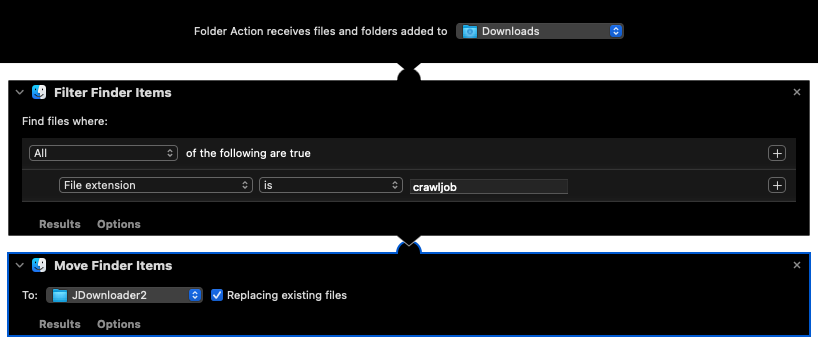 Folder Action receives files and folders added to Downloads
Filter Finder Items
Find files where:
All of the following are true
File extension is crawljob
Results Options
Move Finder Items
To: JDownloader2 Replacing existing files
Results Options